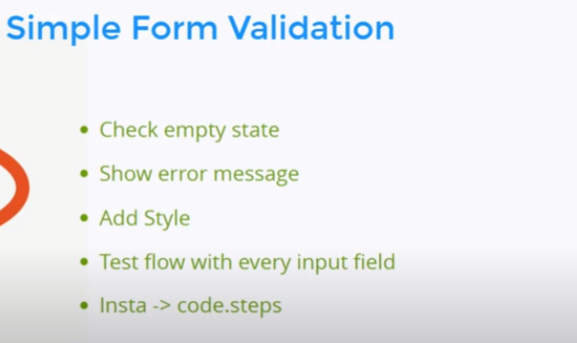 Simple Form Validation
• Check empty state
• Show error message
• Add Style
• Test flow with every input field
• Insta -> code.steps